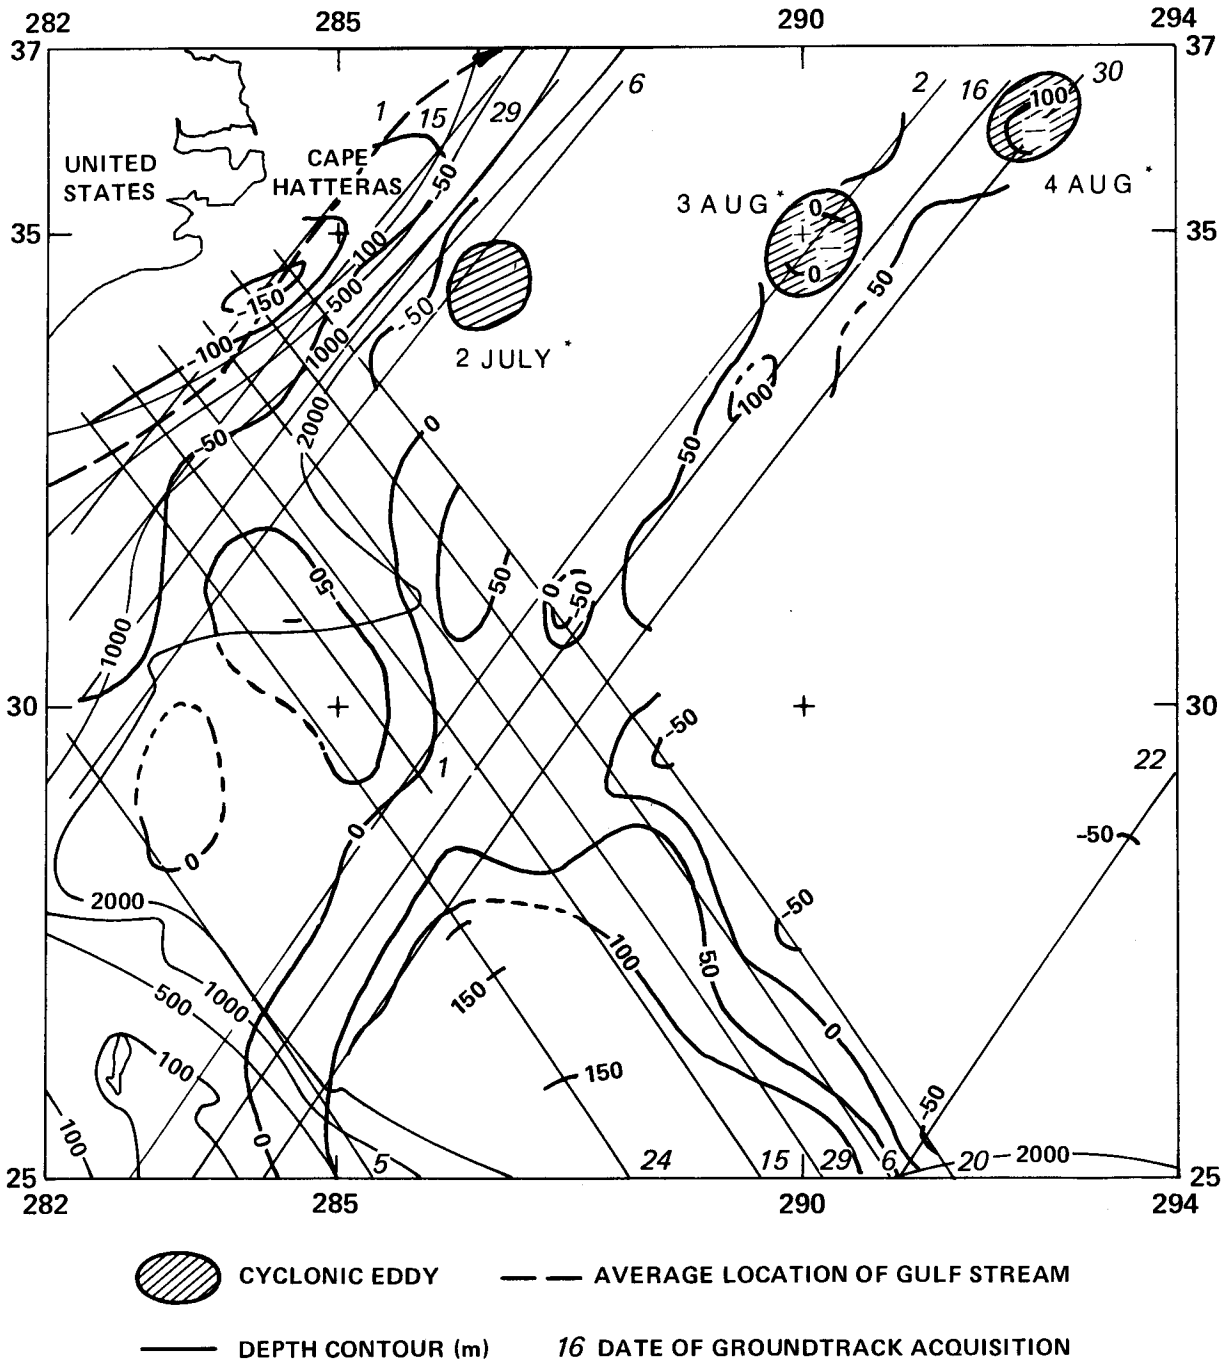 282 285 290 294
37 37
1 15 29 6 2 16 30
100
UNITED
STATES
CAPE
HATTERAS
-50
3 AUG*
4 AUG*
0
35 35
100
0
-150
500
-50
50
2 JULY*
-100
1000
100
-50
2000
0
50
-50
50
0
-50
1000
30 30
-50
1
22
-50
0
0
2000
-50
100
50
500
1000
150
0
100
150
-50
100
0
5 24 15 29 6 20 2000
25 25
282 285 290 294
CYCLONIC EDDY
AVERAGE LOCATION OF GULF STREAM
DEPTH CONTOUR (m)
16 DATE OF GROUNDTRACK ACQUISITION